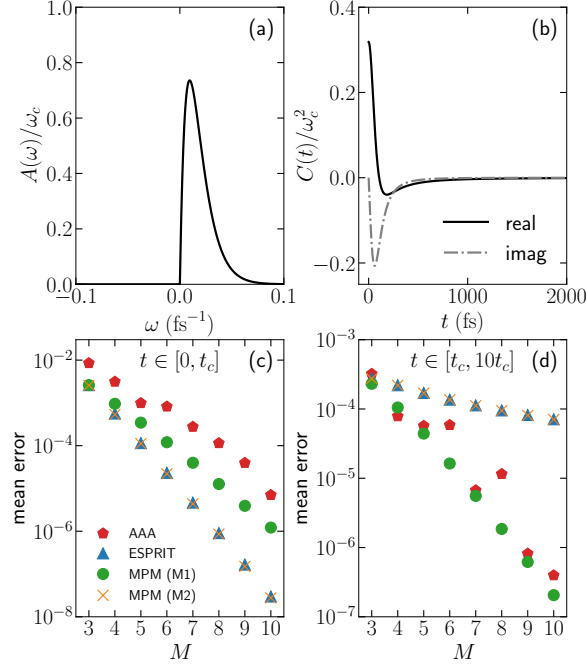 (a)
A(ω)/ω_c
1.0
0.8
0.6
0.4
0.2
0.0
−0.1
0.0
0.1
ω (fs⁻¹)
(b)
C(t)/ω_c²
0.4
0.2
0.0
−0.2
real
imag
0
1000
2000
t (fs)
t ∈ [0, t_c]
(c)
mean error
10⁻²
10⁻⁴
10⁻⁶
10⁻⁸
AAA
ESPRIT
MPM (M1)
MPM (M2)
3 4 5 6 7 8 9 10
M
t ∈ [t_c, 10t_c]
(d)
mean error
10⁻³
10⁻⁴
10⁻⁵
10⁻⁶
10⁻⁷
3 4 5 6 7 8 9 10
M